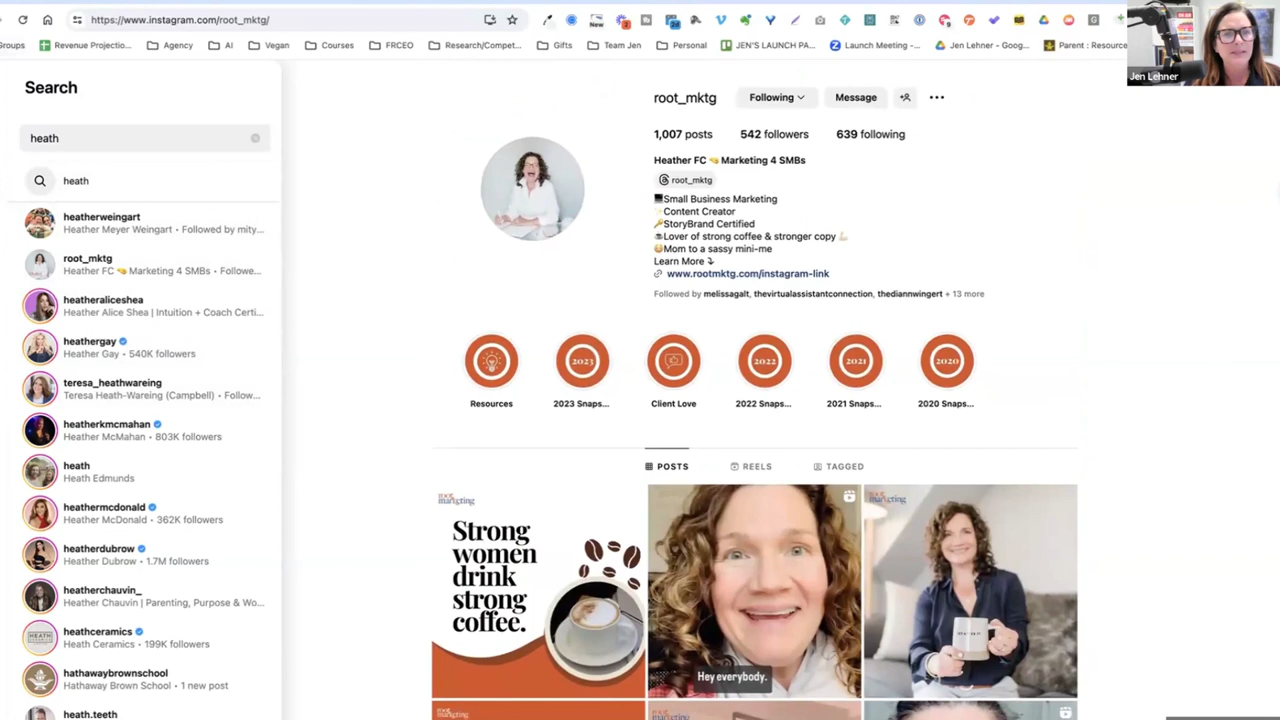 https://www.instagram.com/root_mktg/
Groups
Revenue Projectio...
Agency
AI
Vegan
Courses
FRCEO
Research/Compet...
Gifts
Team Jen
Personal
JEN'S LAUNCH PA...
Launch Meeting -...
Jen Lehner - Goog...
Parent : Resource
Jen Lehner
Search
heath
heath
heatherweingart
Heather Meyer Weingart • Followed by mity...
root_mktg
Heather FC 🤜 Marketing 4 SMBs • Followe...
heatheraliceshea
Heather Alice Shea | Intuition + Coach Certi...
heathergay
Heather Gay • 540K followers
teresa_heathwareing
Teresa Heath-Wareing (Campbell) • Follow...
heatherkmcmahan
Heather McMahan • 803K followers
heath
Heath Edmunds
heathermcdonald
Heather McDonald • 362K followers
heatherdubrow
Heather Dubrow • 1.7M followers
heatherchauvin_
Heather Chauvin | Parenting, Purpose & Wo...
heathceramics
Heath Ceramics • 199K followers
hathawaybrownschool
Hathaway Brown School • 1 new post
heath.teeth
root_mktg
Following
Message
1,007 posts
542 followers
639 following
Heather FC 🤜 Marketing 4 SMBs
root_mktg
Small Business Marketing
Content Creator
StoryBrand Certified
Lover of strong coffee & stronger copy
Mom to a sassy mini-me
Learn More ⤵
www.rootmktg.com/instagram-link
Followed by melissagalt, thevirtualassistantconnection, thediannwingert + 13 more
Resources
2023
2023 Snaps...
Client Love
2022
2022 Snaps...
2021
2021 Snaps...
2020
2020 Snaps...
POSTS
REELS
TAGGED
root marketing
Strong
women
drink
strong
coffee.
Hey everybody.
root marketing